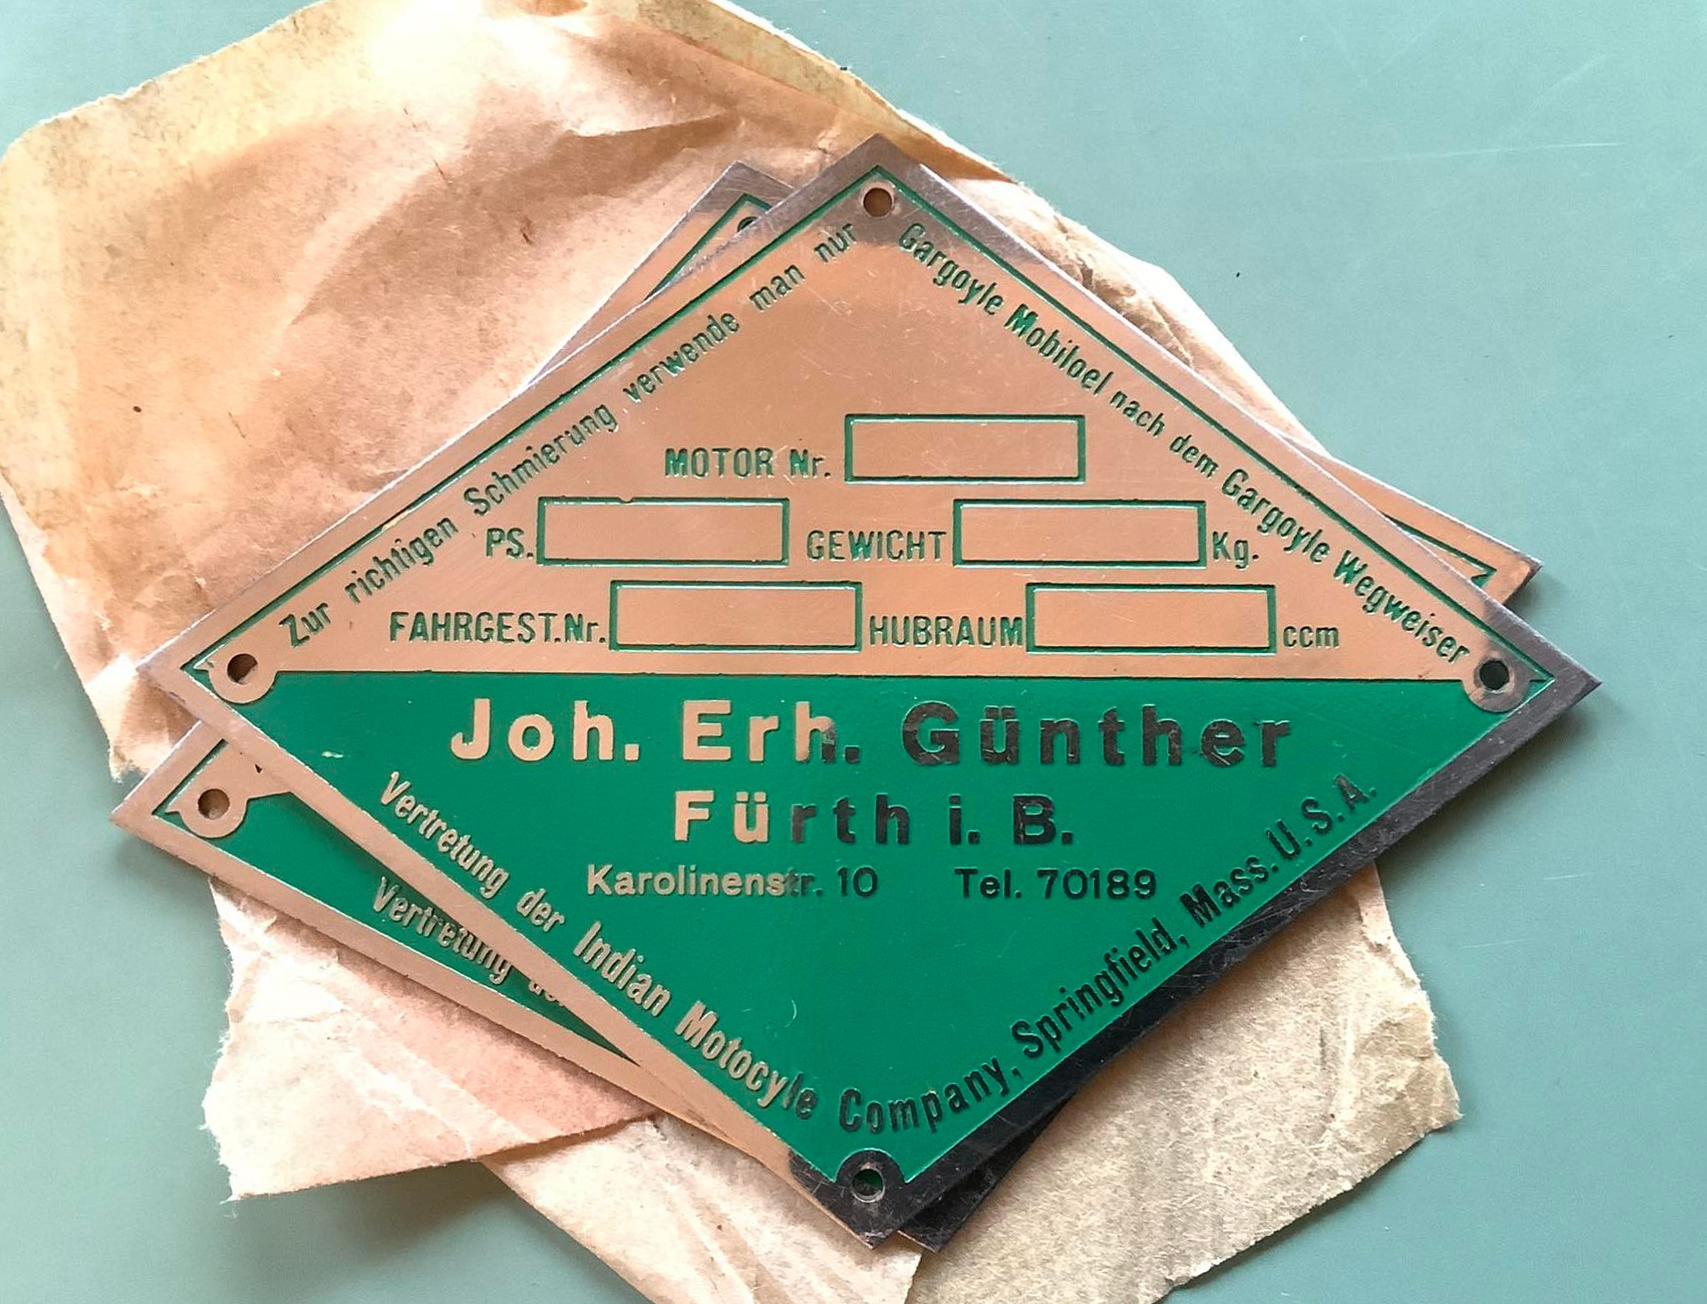 Zur richtigen Schmierung verwende man nur
Gargoyle Mobiloel nach dem Gargoyle Wegweiser
MOTOR Nr.
PS. GEWICHT Kg.
FAHRGEST.Nr. HUBRAUM ccm
Joh. Erh. Günther
Fürth i. B.
Karolinenstr. 10 Tel. 70189
Vertretung der Indian Motocyle Company, Springfield, Mass. U. S. A.
Vertretung